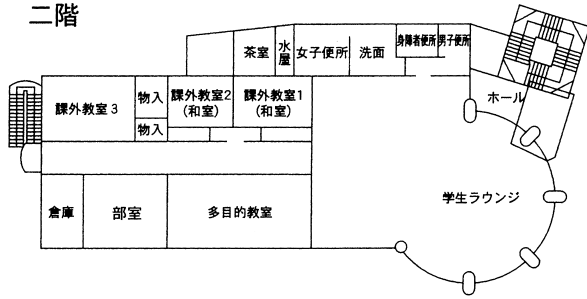 二階
茶室
水屋
女子便所
洗面
身障者便所
男子便所
課外教室3
物入
物入
課外教室2
(和室)
課外教室1
(和室)
ホール
学生ラウンジ
倉庫
部室
多目的教室